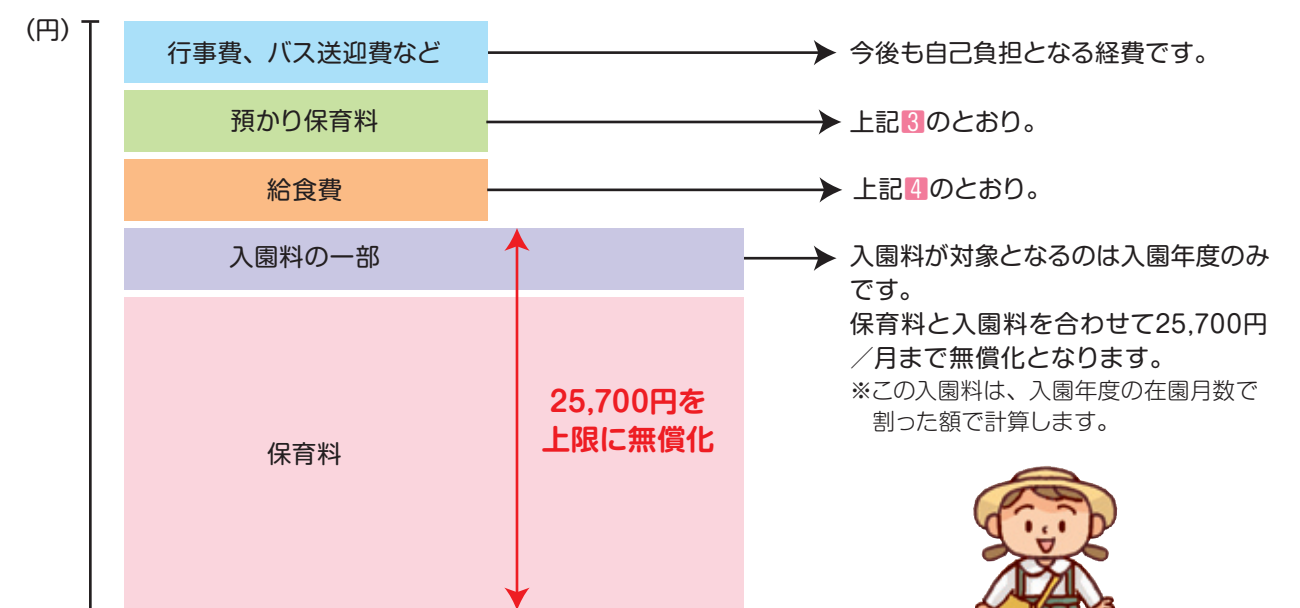 (円)
行事費、バス送迎費など
今後も自己負担となる経費です。
預かり保育料
上記3のとおり。
給食費
上記4のとおり。
入園料の一部
入園料が対象となるのは入園年度のみ
です。
保育料と入園料を合わせて25,700円
／月まで無償化となります。
※この入園料は、入園年度の在園月数で
割った額で計算します。
25,700円を
上限に無償化
保育料